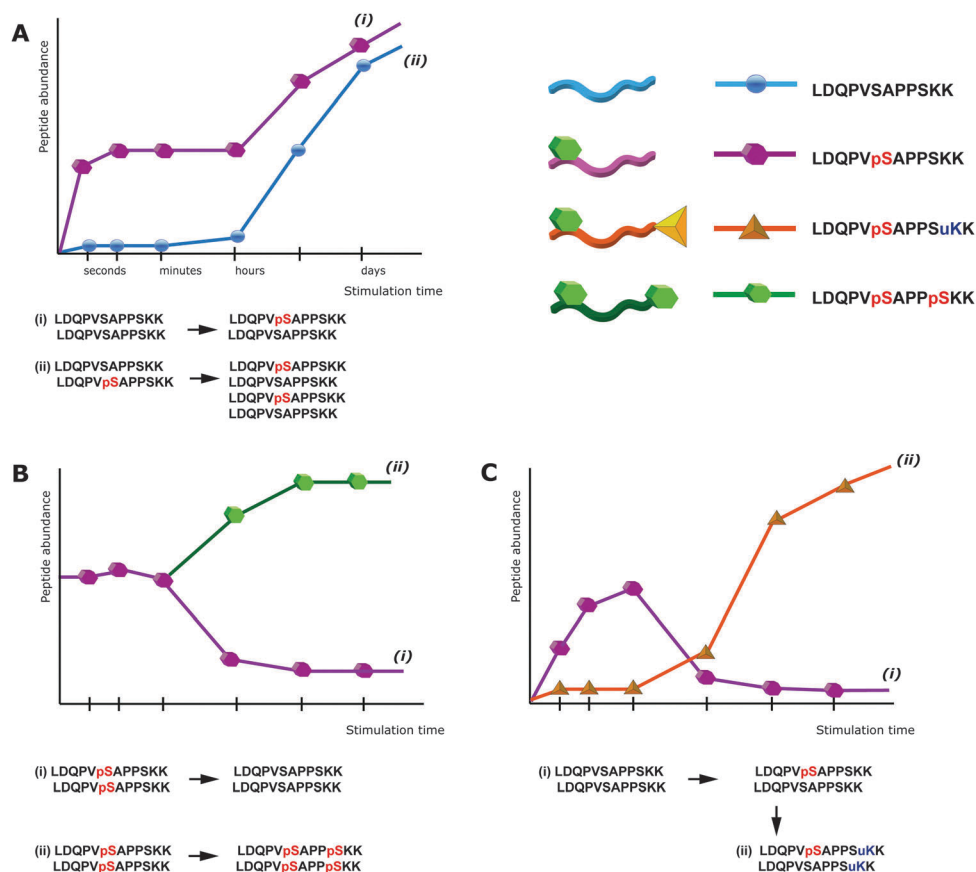 A
Peptide abundance
(i)
(ii)
seconds
minutes
hours
days
Stimulation time
LDQPVSAPPSKK
LDQPVpSAPPSKK
LDQPVpSAPPSuKK
LDQPVpSAPPpSKK
(i) LDQPVSAPPSKK LDQPVpSAPPSKK
LDQPVSAPPSKK LDQPVSAPPSKK
(ii) LDQPVSAPPSKK LDQPVpSAPPSKK
LDQPVpSAPPSKK LDQPVSAPPSKK
LDQPVpSAPPSKK
LDQPVSAPPSKK
B
Peptide abundance
(ii)
(i)
Stimulation time
(i) LDQPVpSAPPSKK LDQPVSAPPSKK
LDQPVpSAPPSKK LDQPVSAPPSKK
(ii) LDQPVpSAPPSKK LDQPVpSAPPpSKK
LDQPVpSAPPSKK LDQPVpSAPPpSKK
C
Peptide abundance
(ii)
(i)
Stimulation time
(i) LDQPVSAPPSKK LDQPVpSAPPSKK
LDQPVSAPPSKK LDQPVSAPPSKK
(ii) LDQPVpSAPPSuKK
LDQPVSAPPSuKK